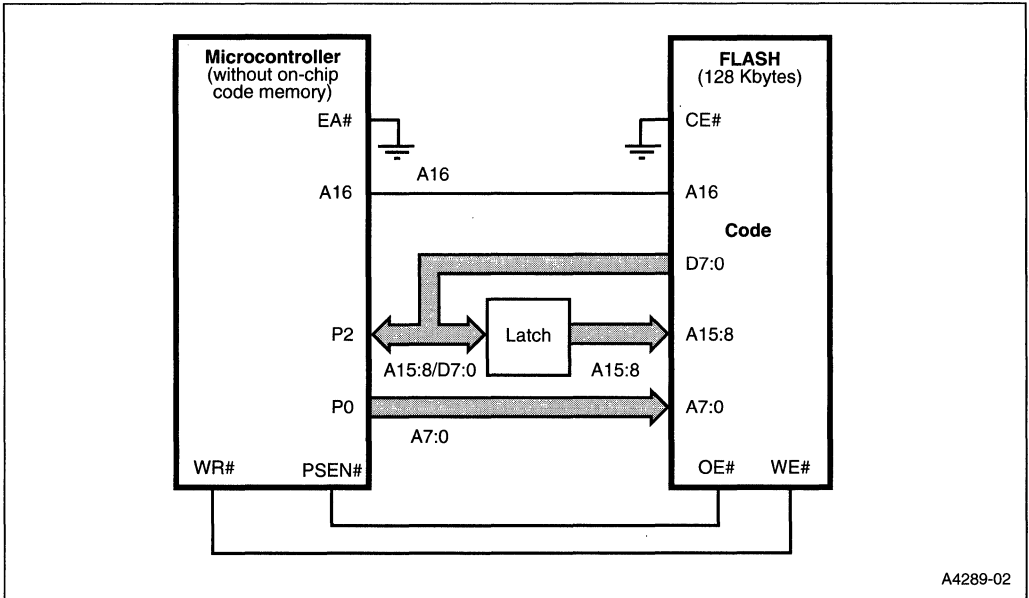 Microcontroller
(without on-chip
code memory)
FLASH
(128 Kbytes)
EA#
CE#
A16
A16
A16
Code
D7:0
P2
Latch
A15:8
A15:8/D7:0
A15:8
P0
A7:0
A7:0
WR#
PSEN#
OE#
WE#
A4289-02